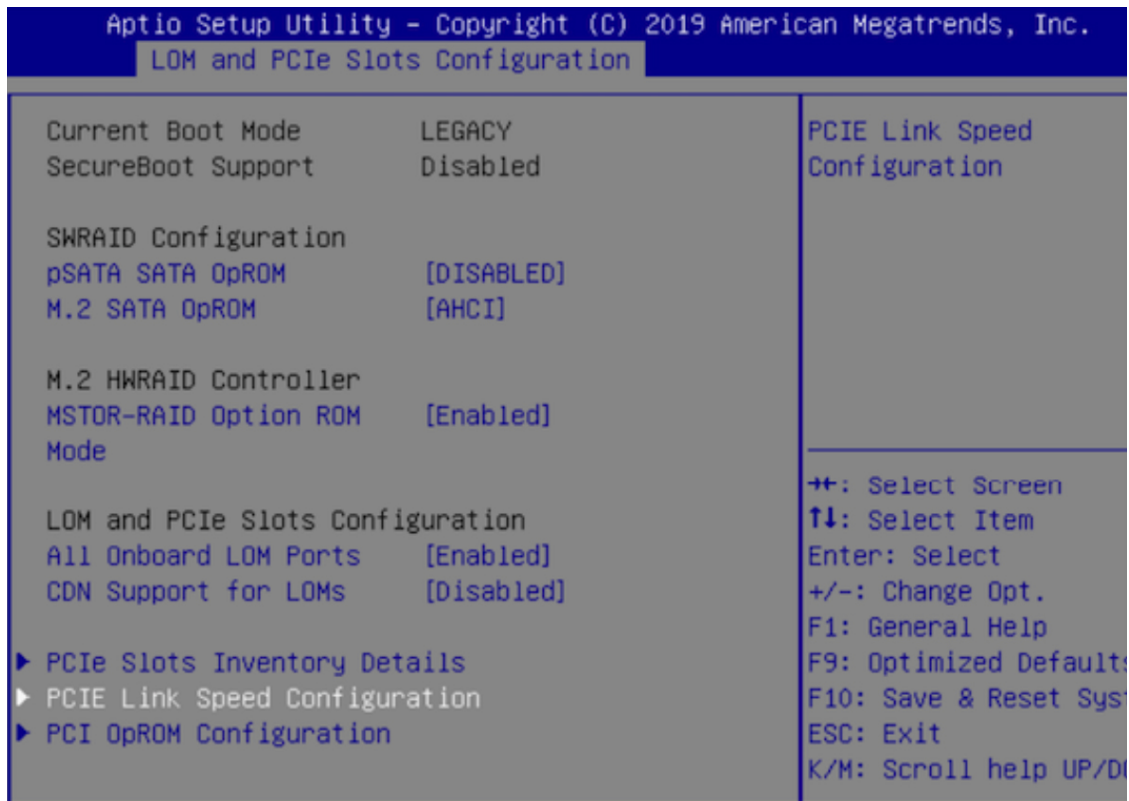 Aptio Setup Utility – Copyright (C) 2019 American Megatrends, Inc.
LOM and PCIe Slots Configuration
Current Boot Mode LEGACY
SecureBoot Support Disabled
SWRAID Configuration
pSATA SATA OpROM [DISABLED]
M.2 SATA OpROM [AHCI]
M.2 HWRAID Controller
MSTOR-RAID Option ROM [Enabled]
Mode
LOM and PCIe Slots Configuration
All Onboard LOM Ports [Enabled]
CDN Support for LOMs [Disabled]
PCIe Slots Inventory Details
PCIE Link Speed Configuration
PCI OpROM Configuration
PCIE Link Speed
Configuration
→←: Select Screen
↑↓: Select Item
Enter: Select
+/-: Change Opt.
F1: General Help
F9: Optimized Defaults
F10: Save & Reset Syst
ESC: Exit
K/M: Scroll help UP/DO